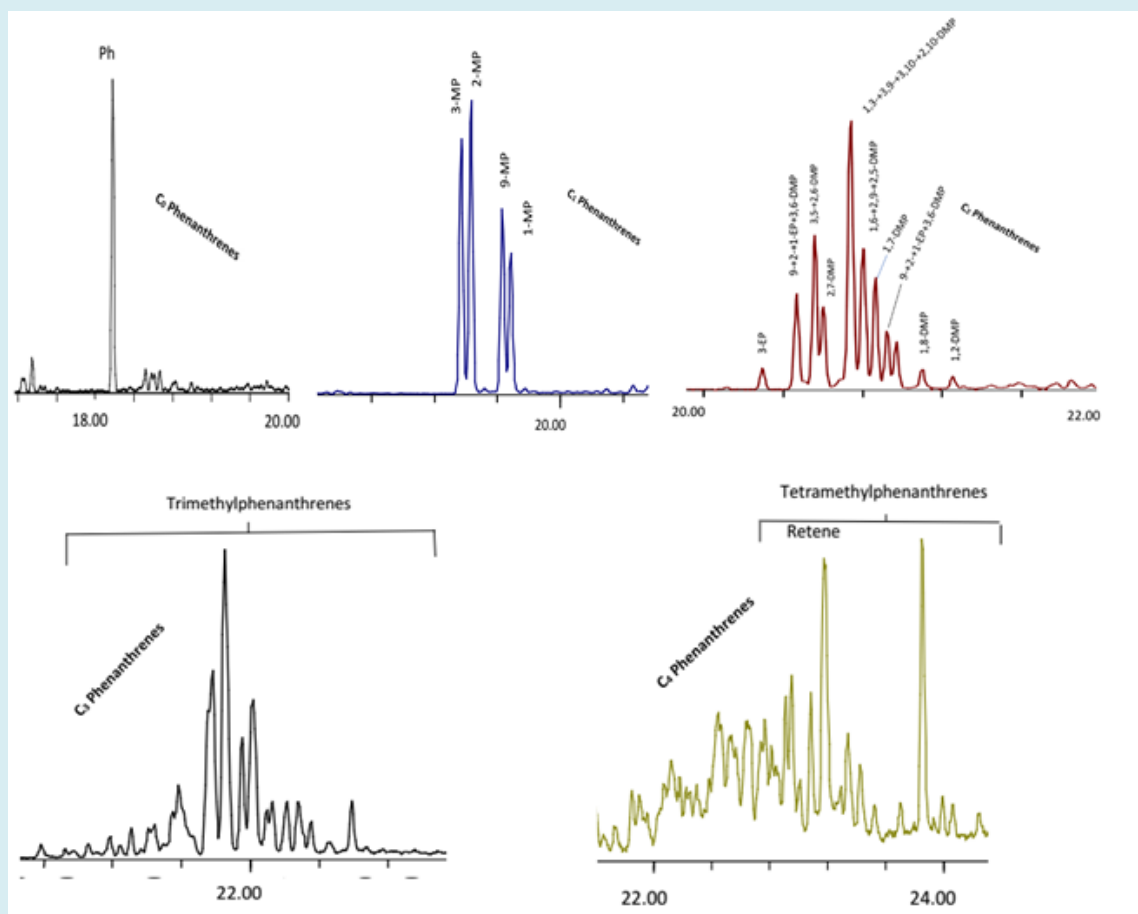 Ph
C₀ Phenanthrenes
18.00
20.00
3-MP
2-MP
9-MP
1-MP
C₁ Phenanthrenes
20.00
3-EP
9-+2-+1-EP+3,6-DMP
3,5-+2,6-DMP
2,7-DMP
1,3-+3,9-+3,10-+2,10-DMP
1,6-+2,9-+2,5-DMP
1,7-DMP
9-+2-+1-EP+3,6-DMP
1,8-DMP
1,2-DMP
20.00
22.00
Trimethylphenanthrenes
22.00
Tetramethylphenanthrenes
Retene
C₄ Phenanthrenes
22.00
24.00